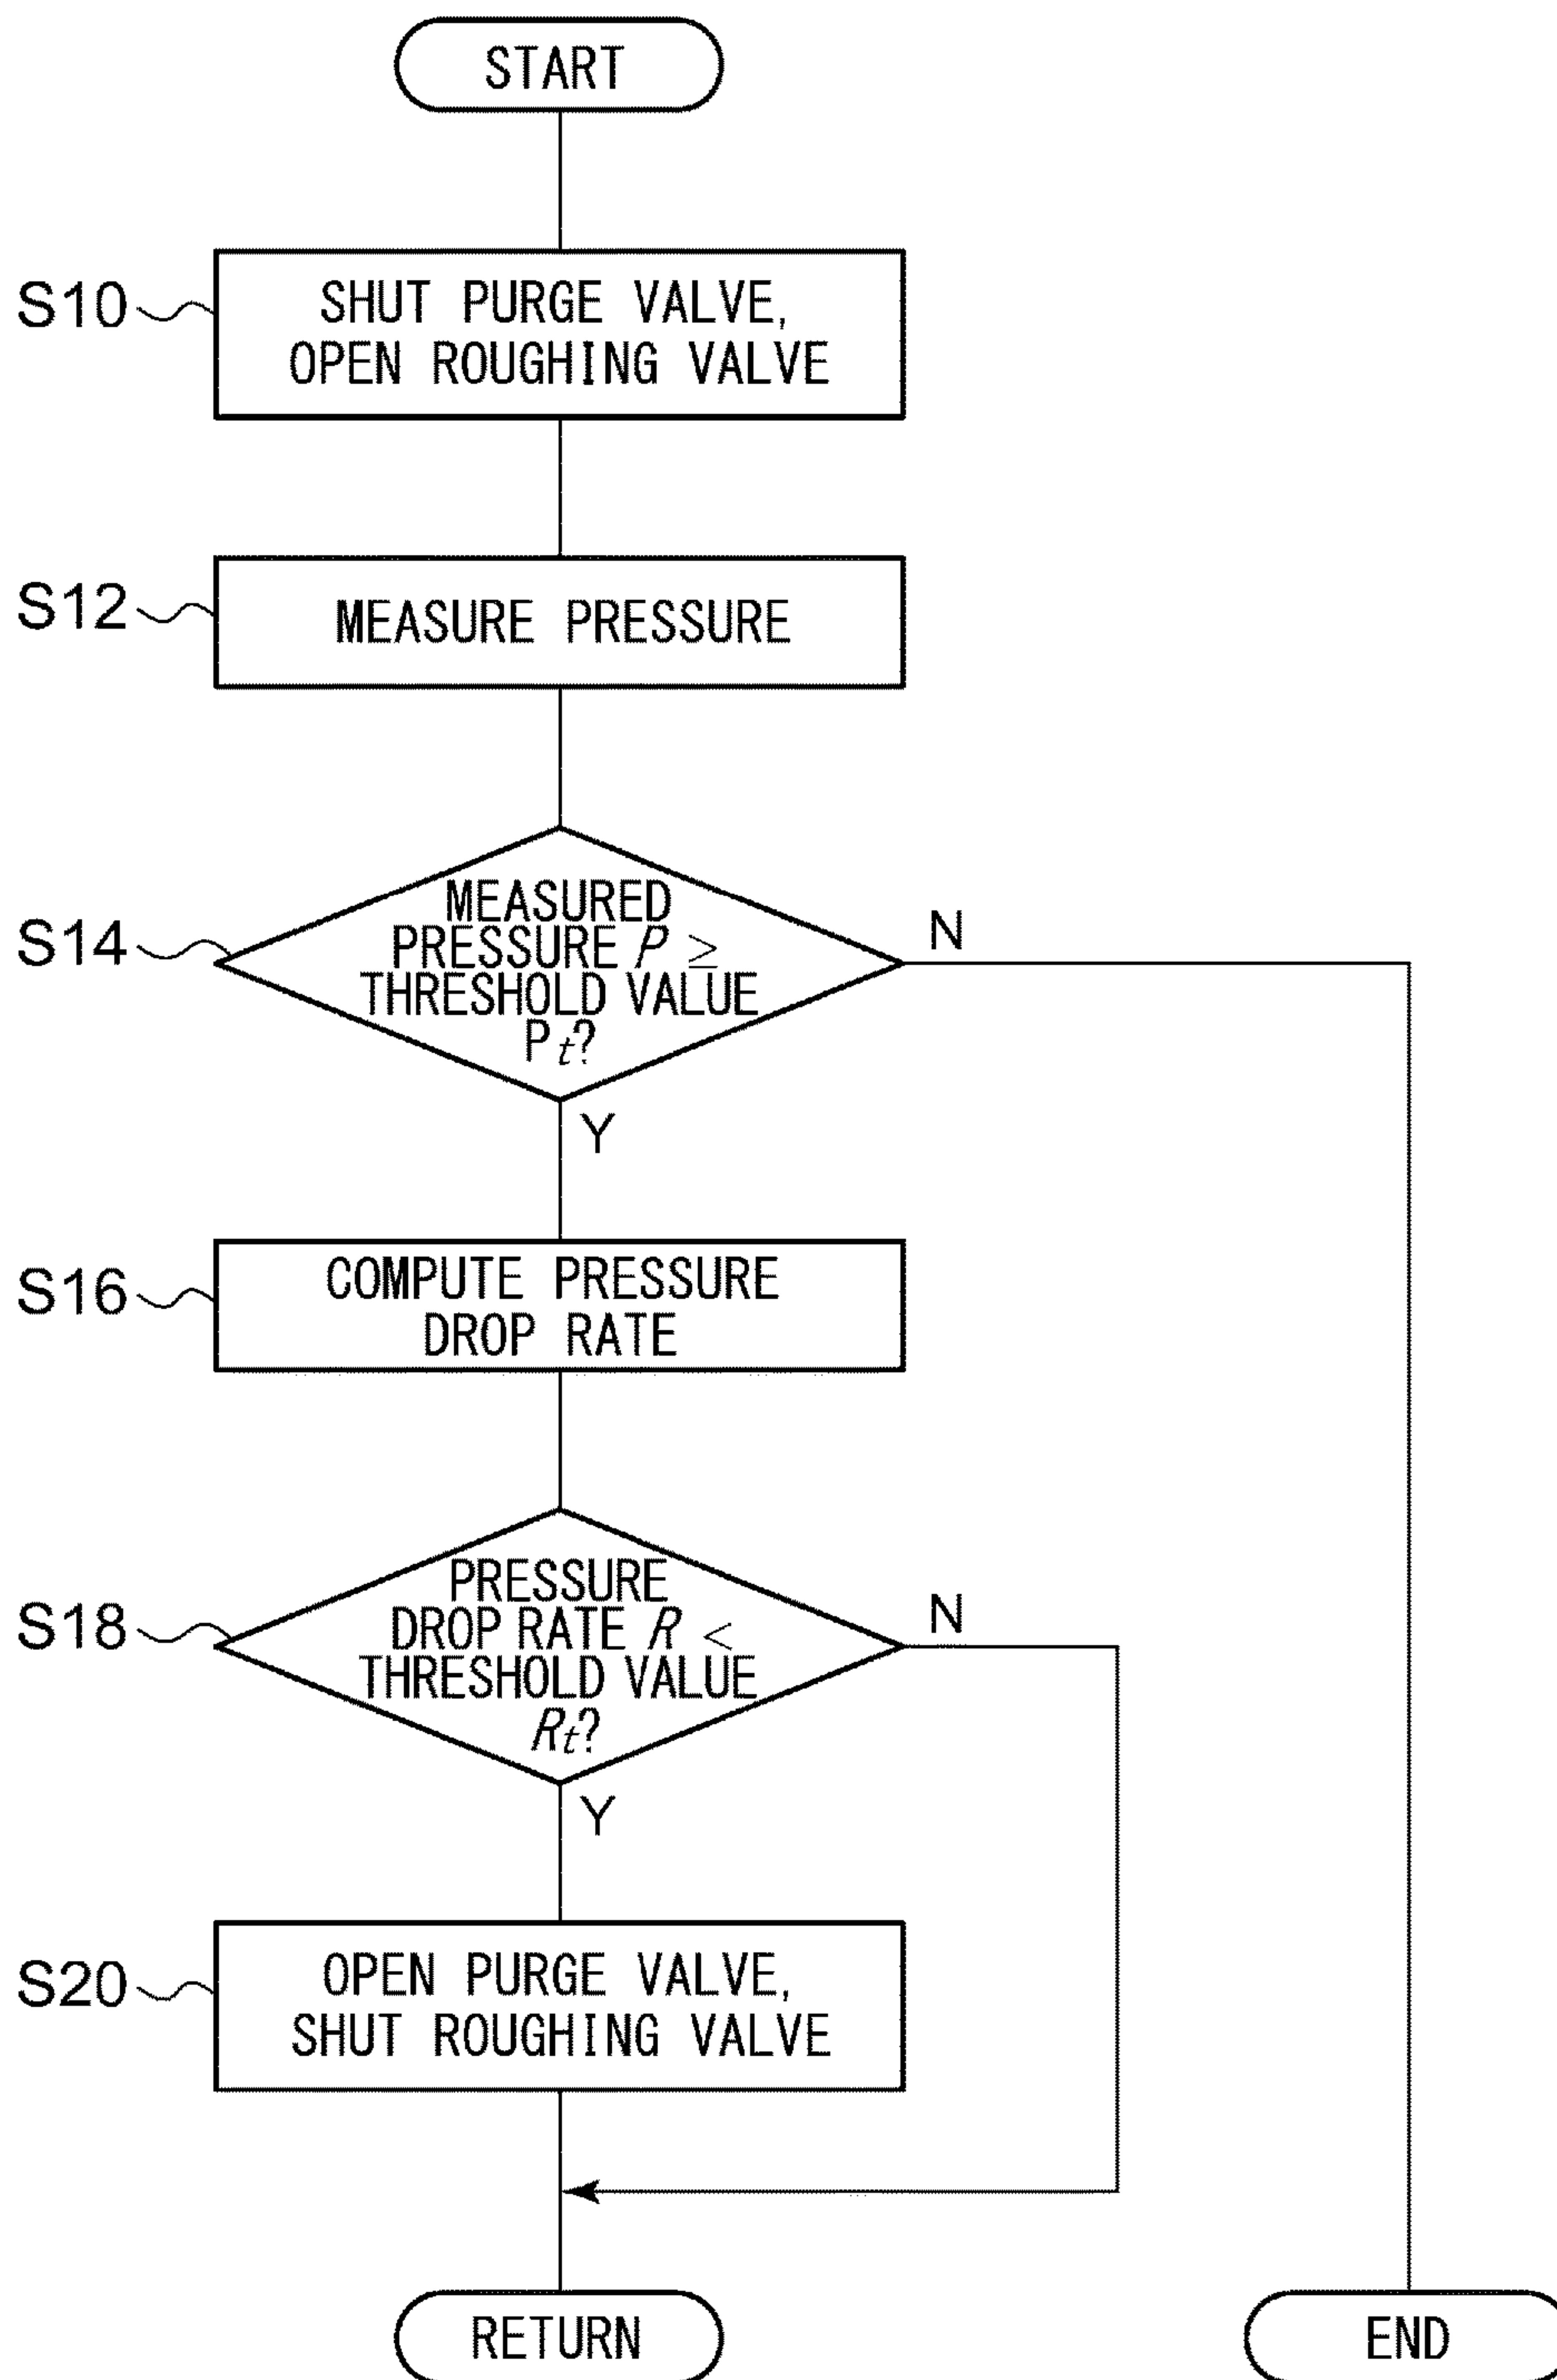 START
S10
SHUT PURGE VALVE,
OPEN ROUGHING VALVE
S12
MEASURE PRESSURE
S14
MEASURED
PRESSURE P ≥
THRESHOLD VALUE
Pt?
N
Y
S16
COMPUTE PRESSURE
DROP RATE
S18
PRESSURE
DROP RATE R <
THRESHOLD VALUE
Rt?
N
Y
S20
OPEN PURGE VALVE,
SHUT ROUGHING VALVE
RETURN
END